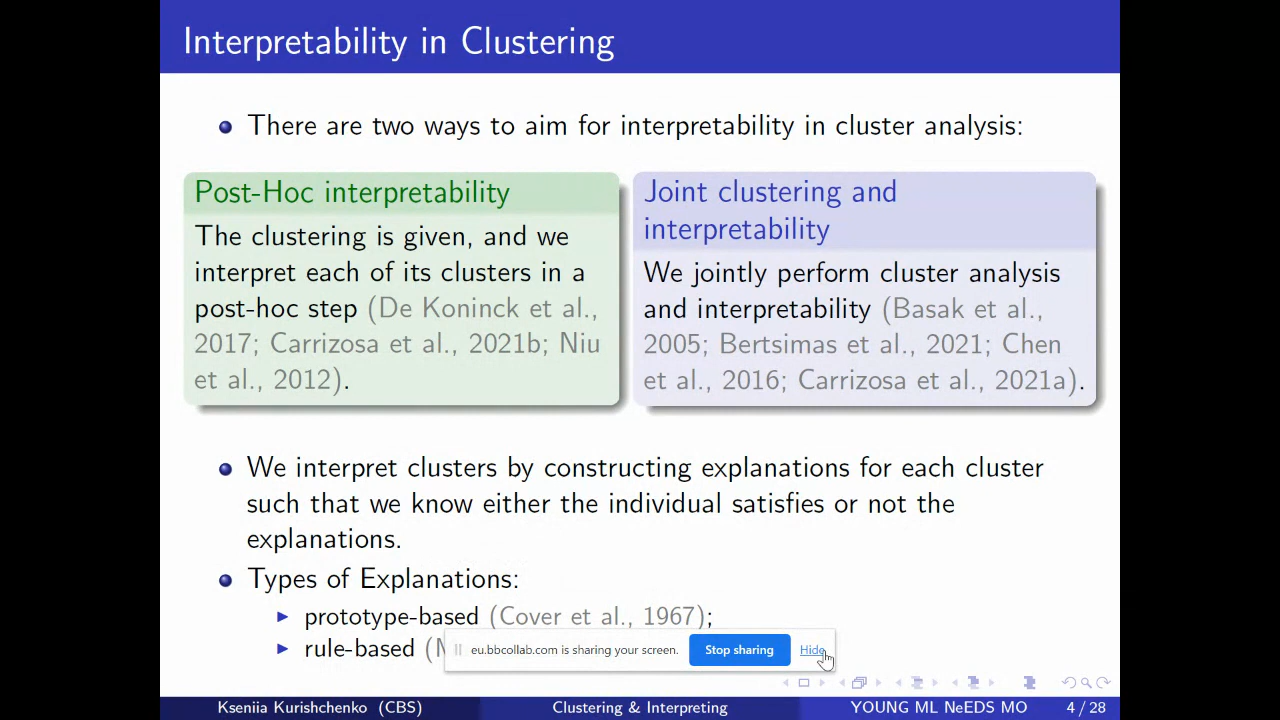 Interpretability in Clustering
There are two ways to aim for interpretability in cluster analysis:
Post-Hoc interpretability
The clustering is given, and we
interpret each of its clusters in a
post-hoc step (De Koninck et al.,
2017; Carrizosa et al., 2021b; Niu
et al., 2012).
Joint clustering and
interpretability
We jointly perform cluster analysis
and interpretability (Basak et al.,
2005; Bertsimas et al., 2021; Chen
et al., 2016; Carrizosa et al., 2021a).
We interpret clusters by constructing explanations for each cluster
such that we know either the individual satisfies or not the
explanations.
Types of Explanations:
prototype-based (Cover et al., 1967);
rule-based (
eu.bbcollab.com is sharing your screen.
Stop sharing
Hide
Kseniia Kurishchenko (CBS)
Clustering & Interpreting
YOUNG ML NeEDS MO
4 / 28